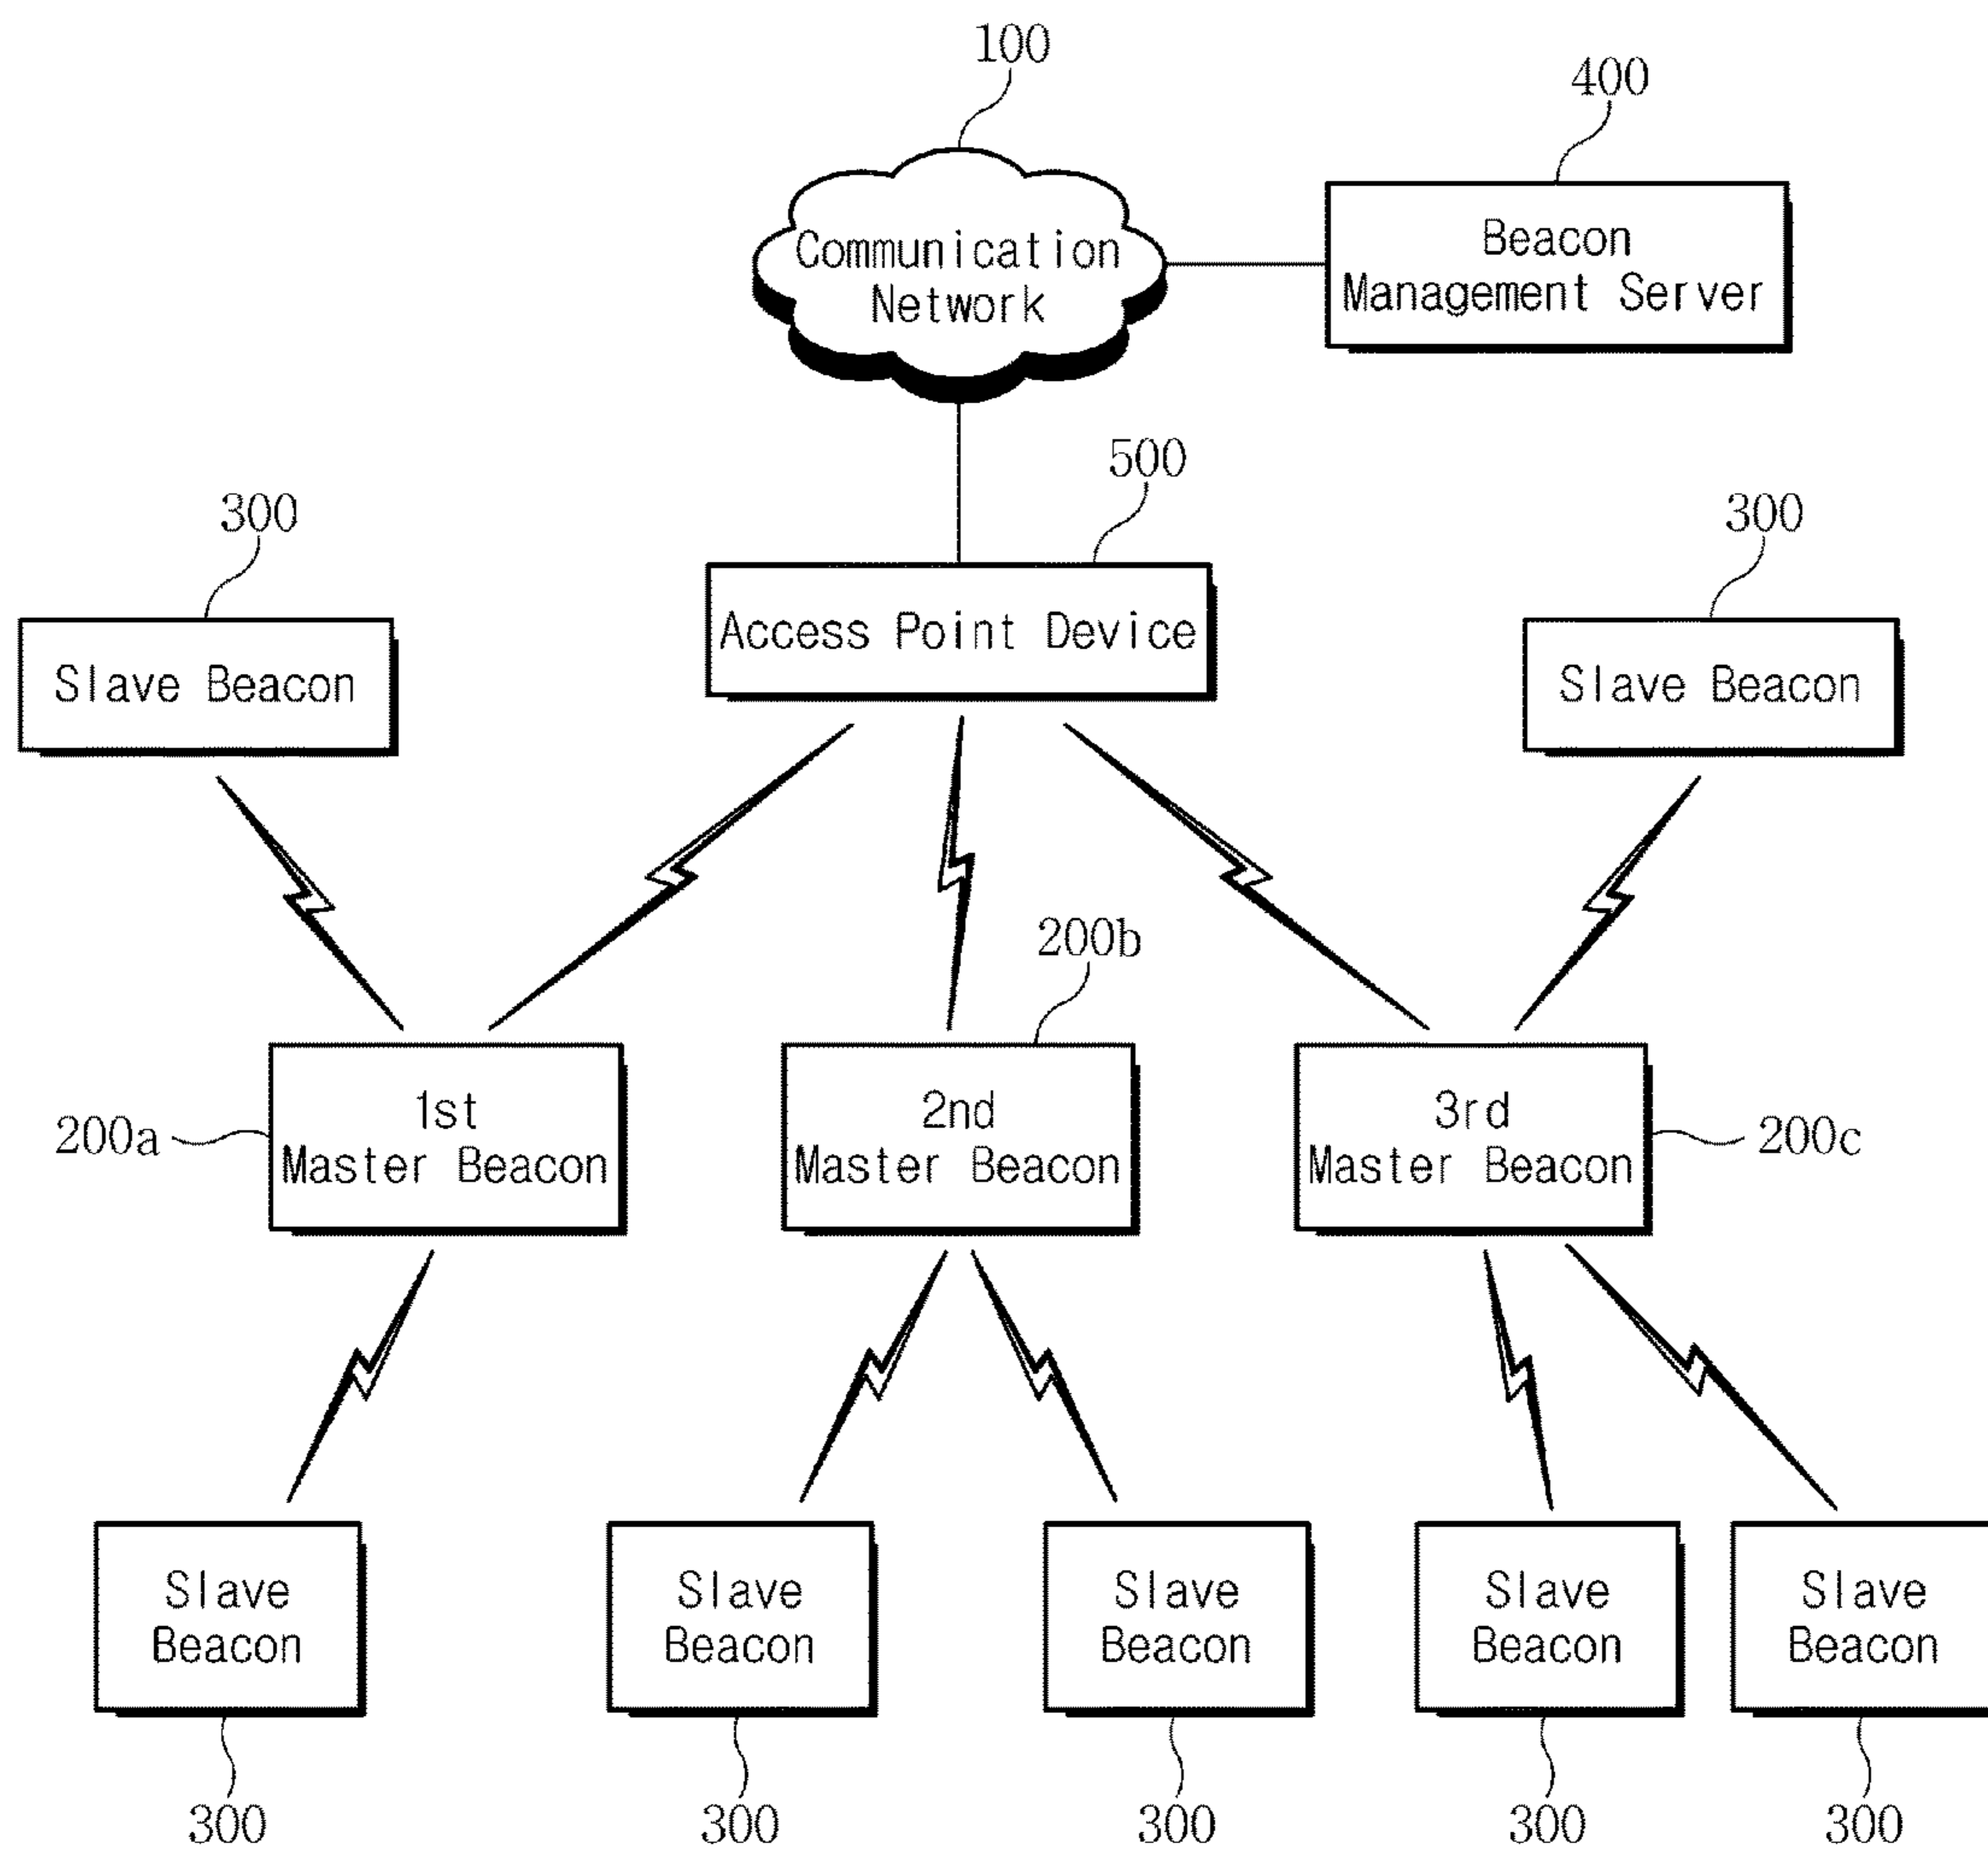 100
400
Communication
Network
Beacon
Management Server
500
300
300
Access Point Device
Slave Beacon
Slave Beacon
200b
200a
1st
Master Beacon
2nd
Master Beacon
3rd
Master Beacon
200c
Slave
Beacon
Slave
Beacon
Slave
Beacon
Slave
Beacon
Slave
Beacon
300
300
300
300
300